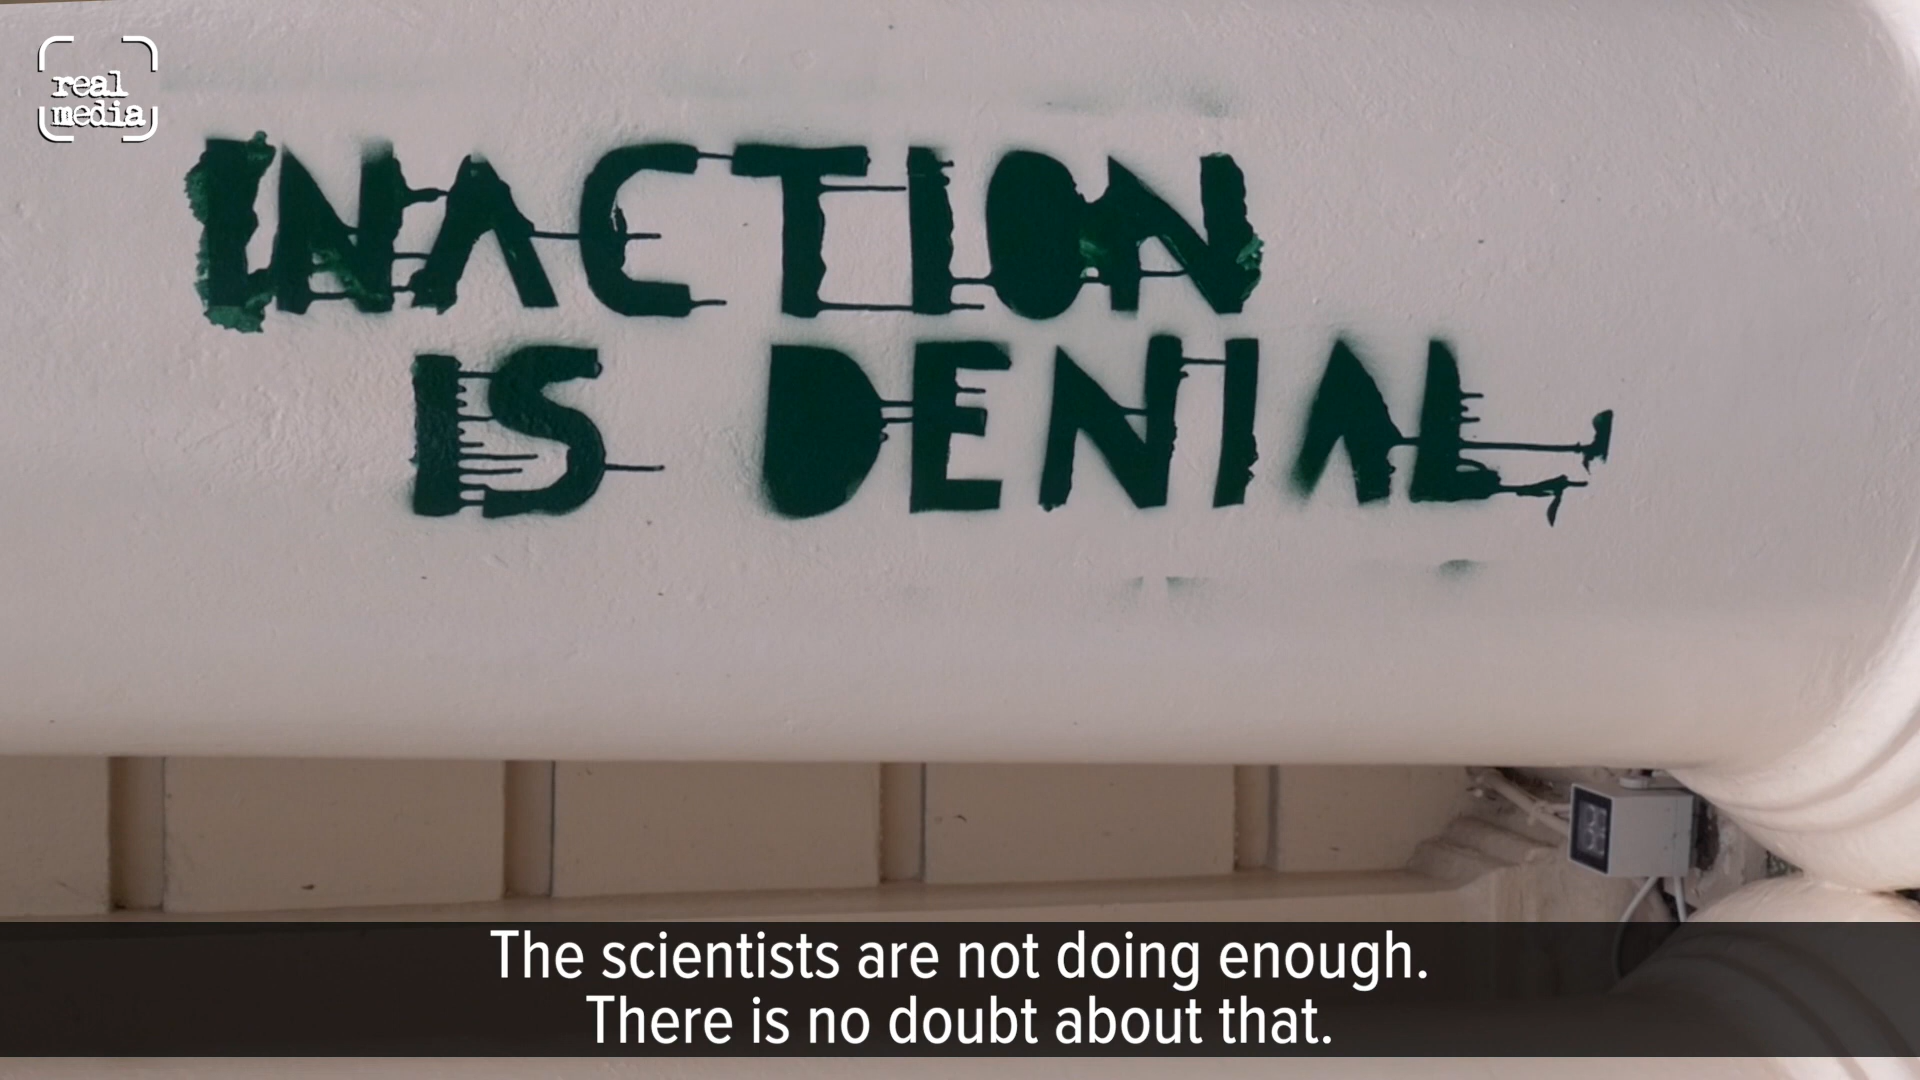 real
media
INACTION
IS DENIAL
The scientists are not doing enough.
There is no doubt about that.